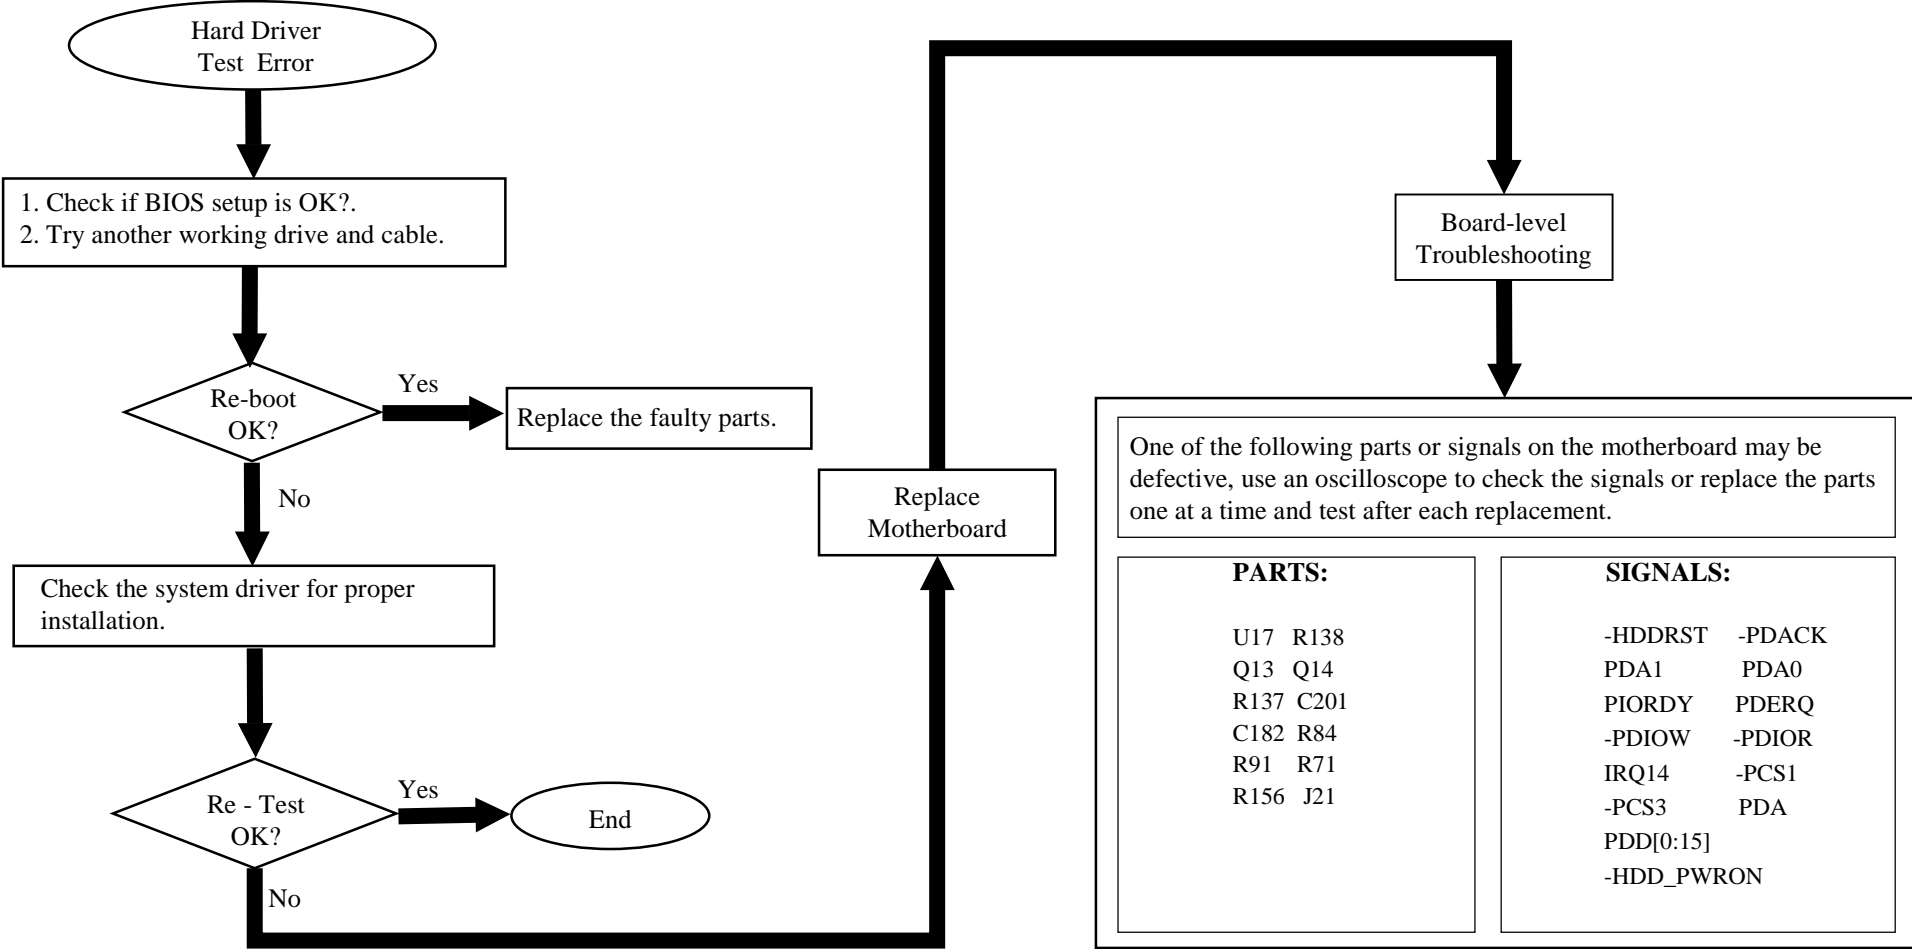 Hard Driver
Test Error
1. Check if BIOS setup is OK?.
2. Try another working drive and cable.
Re-boot
OK?
Yes
Replace the faulty parts.
No
Check the system driver for proper
installation.
Re - Test
OK?
Yes
End
No
Replace
Motherboard
Board-level
Troubleshooting
One of the following parts or signals on the motherboard may be
defective, use an oscilloscope to check the signals or replace the parts
one at a time and test after each replacement.
PARTS:
U17 R138
Q13 Q14
R137 C201
C182 R84
R91 R71
R156 J21
SIGNALS:
-HDDRST -PDACK
PDA1 PDA0
PIORDY PDERQ
-PDIOW -PDIOR
IRQ14 -PCS1
-PCS3 PDA
PDD[0:15]
-HDD_PWRON